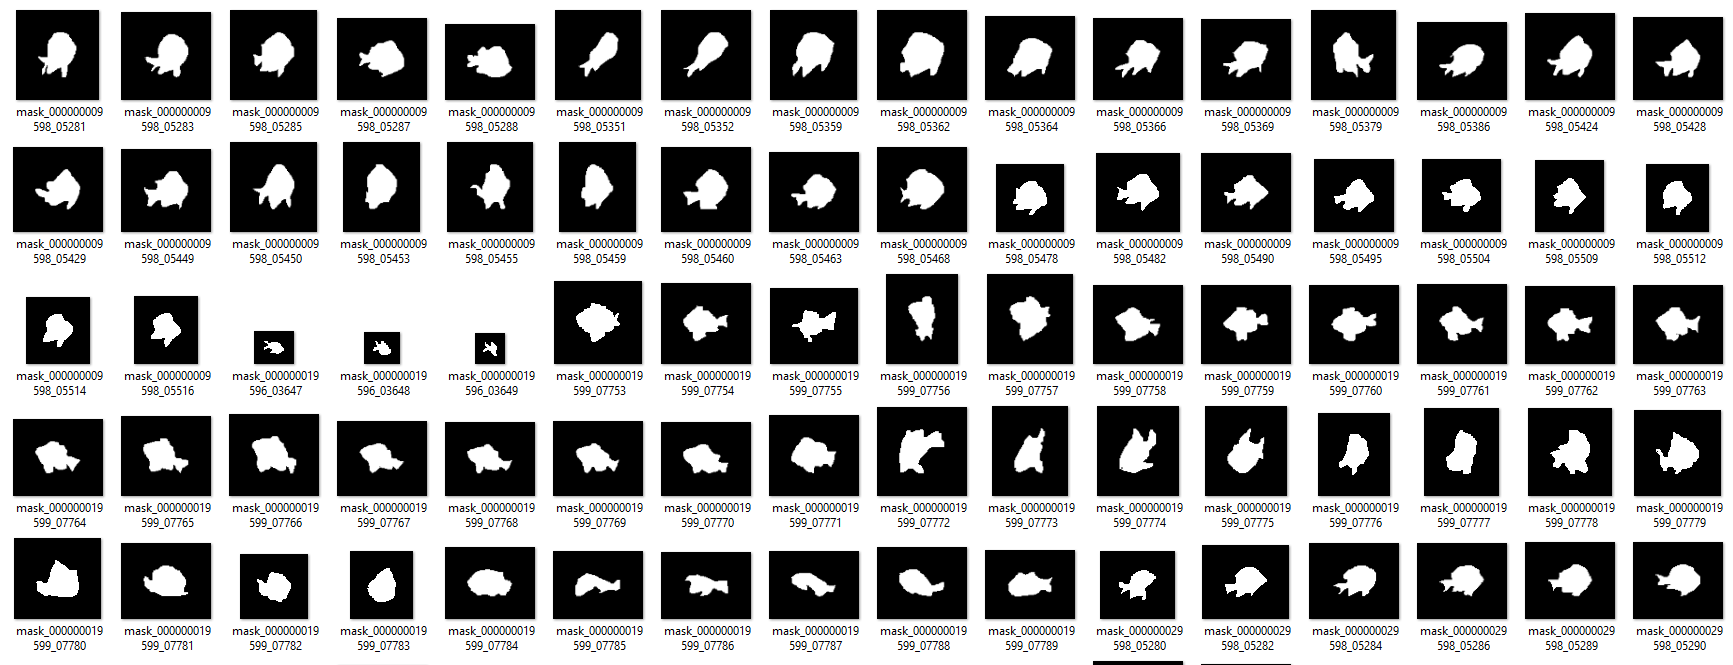 mask_000000009 mask_000000009 mask_000000009 mask_000000009 mask_000000009 mask_000000009 mask_000000009 mask_000000009 mask_000000009 mask_000000009 mask_000000009 mask_000000009 mask_000000009 mask_000000009 mask_000000009 mask_000000009
598_05281 598_05283 598_05285 598_05287 598_05288 598_05351 598_05352 598_05359 598_05362 598_05364 598_05366 598_05369 598_05379 598_05386 598_05424 598_05428
mask_000000009 mask_000000009 mask_000000009 mask_000000009 mask_000000009 mask_000000009 mask_000000009 mask_000000009 mask_000000009 mask_000000009 mask_000000009 mask_000000009 mask_000000009 mask_000000009 mask_000000009 mask_000000009
598_05429 598_05449 598_05450 598_05453 598_05455 598_05459 598_05460 598_05463 598_05468 598_05478 598_05482 598_05490 598_05495 598_05504 598_05509 598_05512
mask_000000009 mask_000000009 mask_000000019 mask_000000019 mask_000000019 mask_000000019 mask_000000019 mask_000000019 mask_000000019 mask_000000019 mask_000000019 mask_000000019 mask_000000019 mask_000000019 mask_000000019 mask_000000019
598_05514 598_05516 596_03647 596_03648 596_03649 599_07753 599_07754 599_07755 599_07756 599_07757 599_07758 599_07759 599_07760 599_07761 599_07762 599_07763
mask_000000019 mask_000000019 mask_000000019 mask_000000019 mask_000000019 mask_000000019 mask_000000019 mask_000000019 mask_000000019 mask_000000019 mask_000000019 mask_000000019 mask_000000019 mask_000000019 mask_000000019 mask_000000019
599_07764 599_07765 599_07766 599_07767 599_07768 599_07769 599_07770 599_07771 599_07772 599_07773 599_07774 599_07775 599_07776 599_07777 599_07778 599_07779
mask_000000019 mask_000000019 mask_000000019 mask_000000019 mask_000000019 mask_000000019 mask_000000019 mask_000000019 mask_000000019 mask_000000019 mask_000000029 mask_000000029 mask_000000029 mask_000000029 mask_000000029 mask_000000029
599_07780 599_07781 599_07782 599_07783 599_07784 599_07785 599_07786 599_07787 599_07788 599_07789 598_05280 598_05282 598_05284 598_05286 598_05289 598_05290